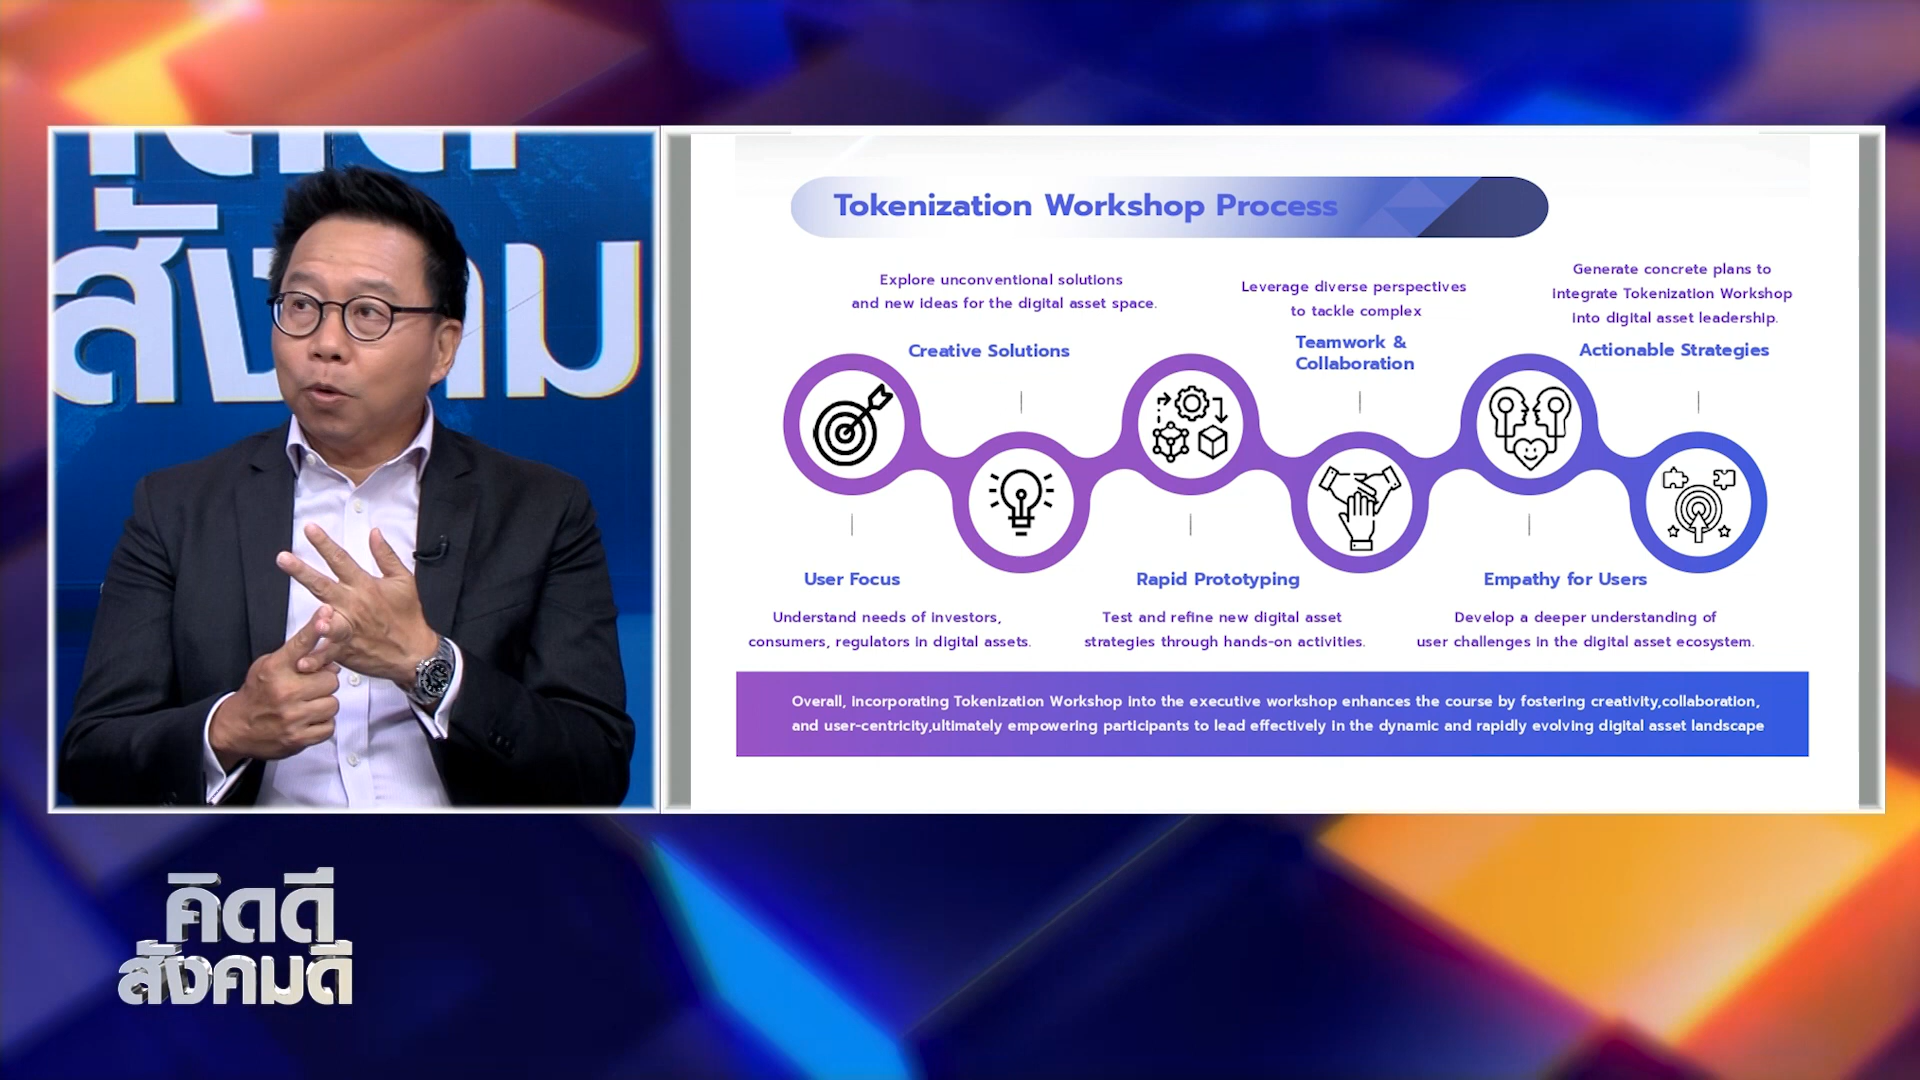 สังคม
Tokenization Workshop Process
Explore unconventional solutions
and new ideas for the digital asset space.
Creative Solutions
Leverage diverse perspectives
to tackle complex
Teamwork &
Collaboration
Generate concrete plans to
integrate Tokenization Workshop
into digital asset leadership.
Actionable Strategies
User Focus
Understand needs of investors,
consumers, regulators in digital assets.
Rapid Prototyping
Test and refine new digital asset
strategies through hands-on activities.
Empathy for Users
Develop a deeper understanding of
user challenges in the digital asset ecosystem.
Overall, incorporating Tokenization Workshop into the executive workshop enhances the course by fostering creativity,collaboration,
and user-centricity,ultimately empowering participants to lead effectively in the dynamic and rapidly evolving digital asset landscape
คิดดี
สังคมดี